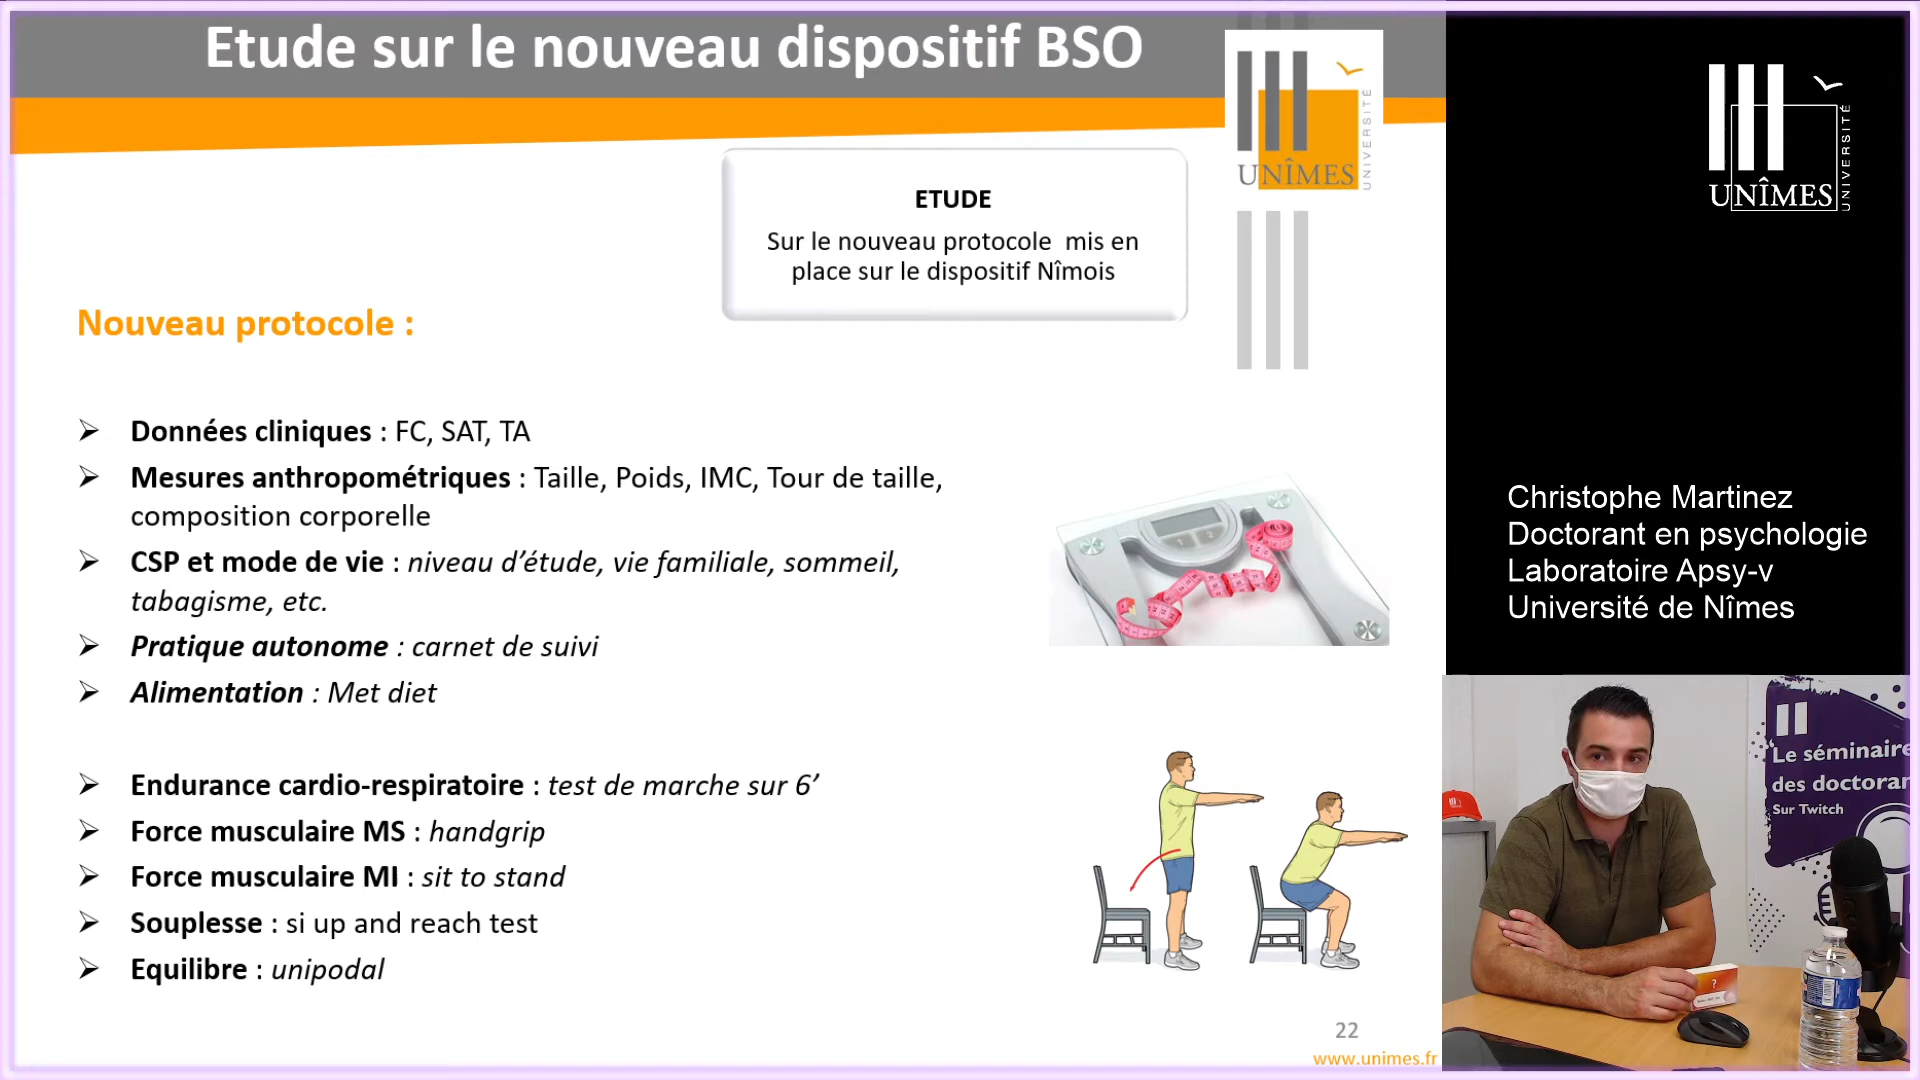 Etude sur le nouveau dispositif BSO
UNÎMES
UNIVERSITÉ
ETUDE
Sur le nouveau protocole mis en
place sur le dispositif Nîmois
Nouveau protocole :
Données cliniques : FC, SAT, TA
Mesures anthropométriques : Taille, Poids, IMC, Tour de taille,
composition corporelle
CSP et mode de vie : niveau d’étude, vie familiale, sommeil,
tabagisme, etc.
Pratique autonome : carnet de suivi
Alimentation : Met diet
Endurance cardio-respiratoire : test de marche sur 6’
Force musculaire MS : handgrip
Force musculaire MI : sit to stand
Souplesse : si up and reach test
Equilibre : unipodal
22
www.unimes.fr
UNÎMES
UNIVERSITÉ
Christophe Martinez
Doctorant en psychologie
Laboratoire Apsy-v
Université de Nîmes
Le séminaire
des doctoran
Sur Twitch
?